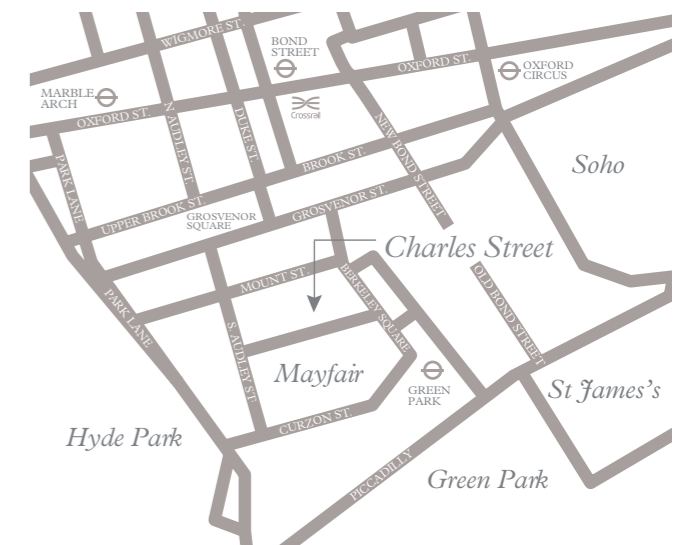 WIGMORE ST.
BOND
STREET
OXFORD ST.
OXFORD
CIRCUS
MARBLE
ARCH
Crossrail
OXFORD ST.
N. AUDLEY ST.
DUKE ST.
NEW BOND STREET
BROOK ST.
Soho
PARK LANE
UPPER BROOK ST.
GROSVENOR
SQUARE
GROSVENOR ST.
Charles Street
MOUNT ST.
BERKELEY SQUARE
OLD BOND STREET
PARK LANE
S. AUDLEY ST.
Mayfair
GREEN
PARK
St James's
CURZON ST.
Hyde Park
PICCADILLY
Green Park